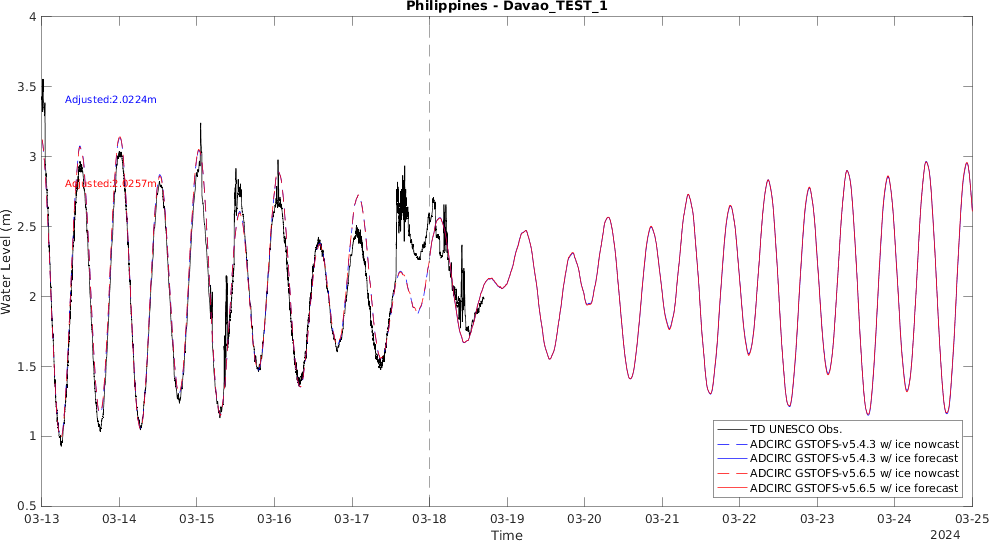 Philippines - Davao_TEST_1
4
3.5
3
2.5
2
1.5
1
0.5
Water Level (m)
Adjusted:2.0224m
Adjusted:2.0257m
TD UNESCO Obs.
ADCIRC GSTOFS-v5.4.3 w/ ice nowcast
ADCIRC GSTOFS-v5.4.3 w/ ice forecast
ADCIRC GSTOFS-v5.6.5 w/ ice nowcast
ADCIRC GSTOFS-v5.6.5 w/ ice forecast
03-13 03-14 03-15 03-16 03-17 03-18 03-19 03-20 03-21 03-22 03-23 03-24 03-25
Time
2024